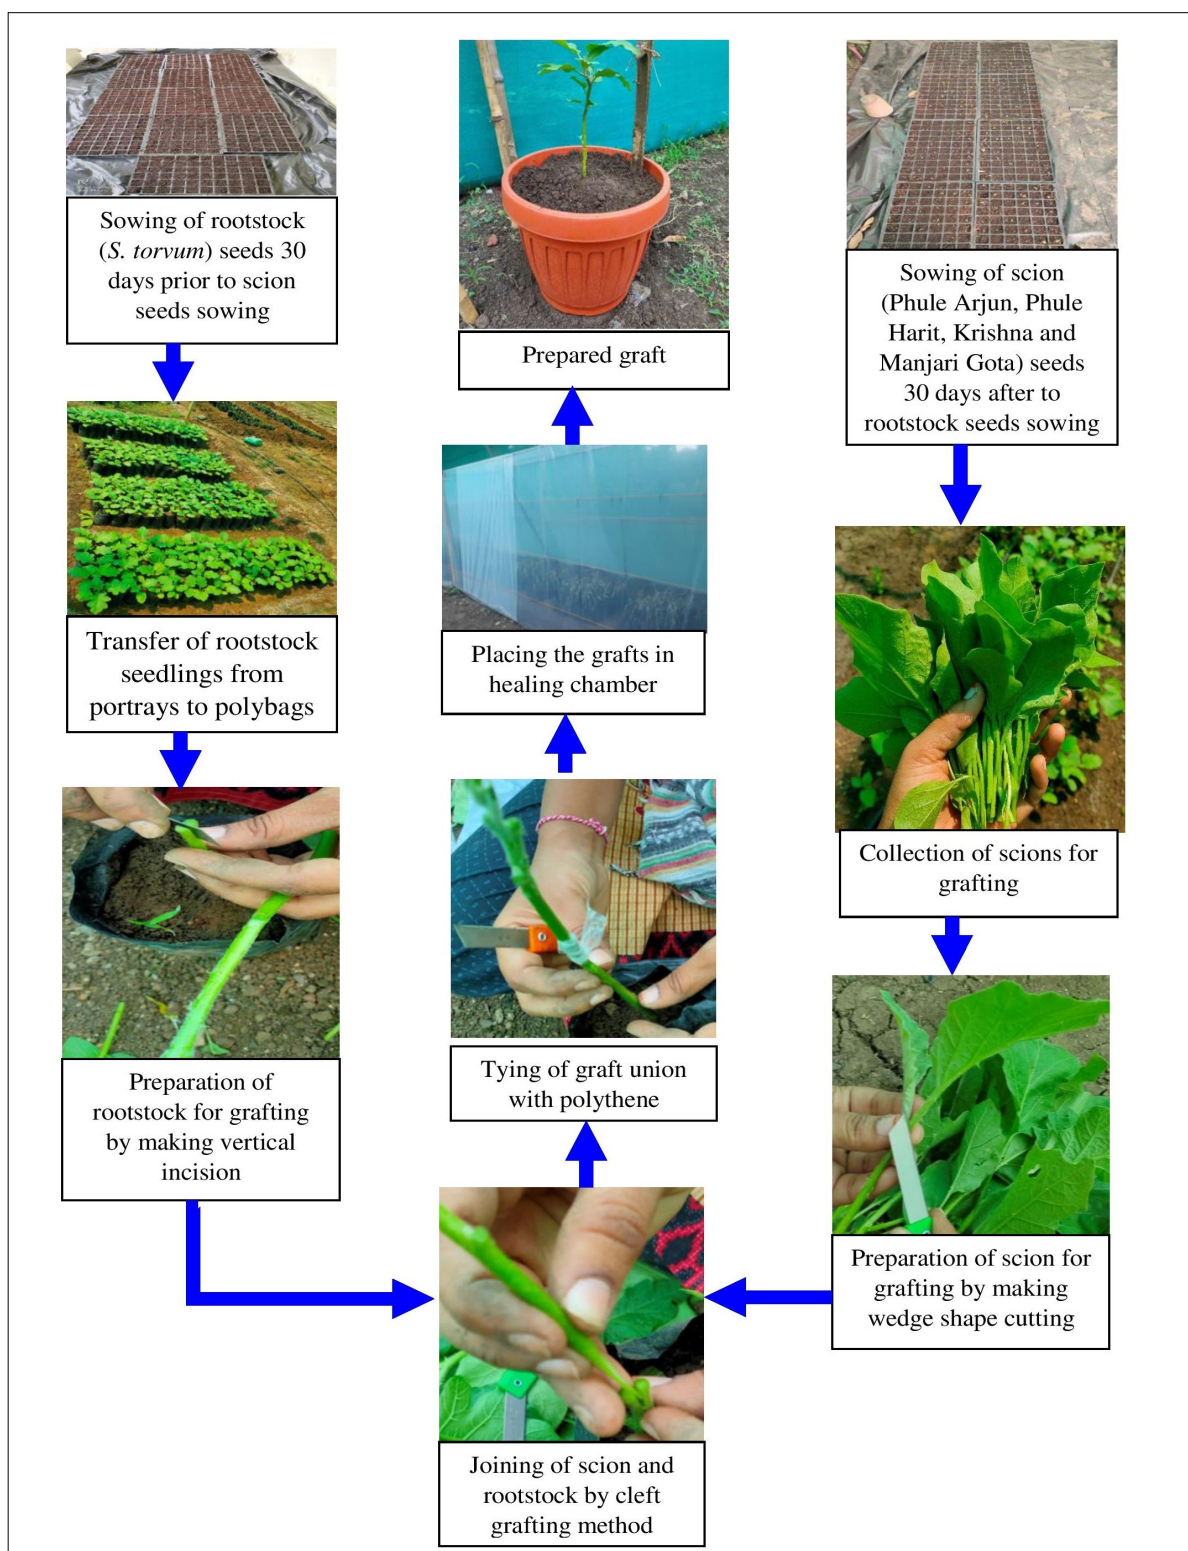 Sowing of rootstock
(S. torvum) seeds 30
days prior to scion
seeds sowing
Transfer of rootstock
seedlings from
portrays to polybags
Preparation of
rootstock for grafting
by making vertical
incision
Sowing of scion
(Phule Arjun, Phule
Harit, Krishna and
Manjari Gota) seeds
30 days after to
rootstock seeds sowing
Collection of scions for
grafting
Preparation of scion for
grafting by making
wedge shape cutting
Joining of scion and
rootstock by cleft
grafting method
Tying of graft union
with polythene
Placing the grafts in
healing chamber
Prepared graft